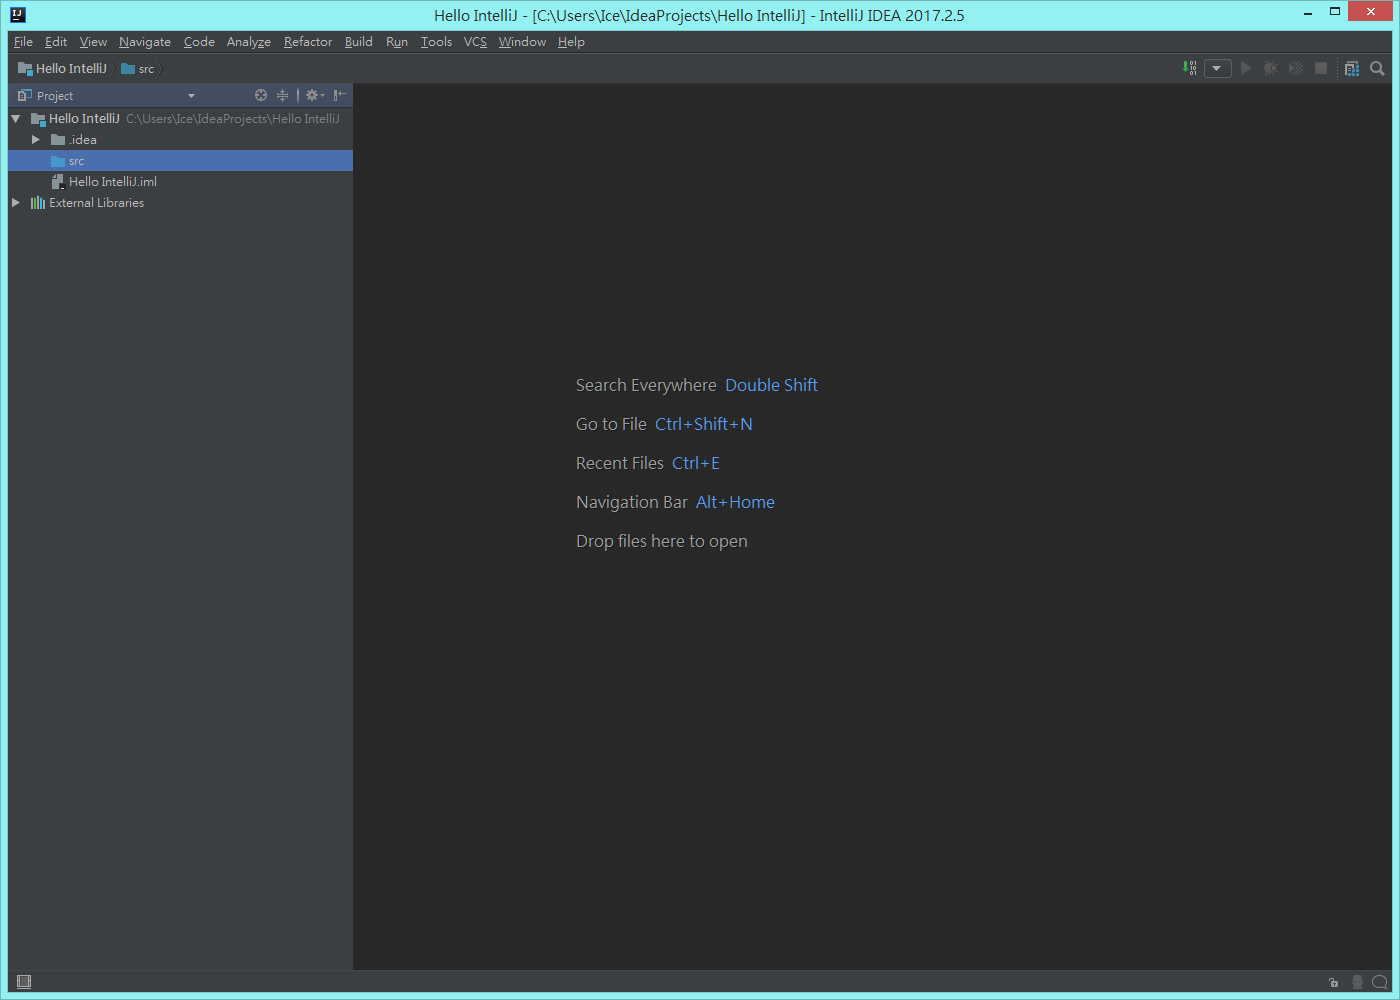 Hello IntelliJ - [C:\Users\Ice\IdeaProjects\Hello IntelliJ] - IntelliJ IDEA 2017.2.5
File Edit View Navigate Code Analyze Refactor Build Run Tools VCS Window Help
Hello IntelliJ src
Project
Hello IntelliJ C:\Users\Ice\IdeaProjects\Hello IntelliJ
.idea
src
Hello IntelliJ.iml
External Libraries
Search Everywhere Double Shift
Go to File Ctrl+Shift+N
Recent Files Ctrl+E
Navigation Bar Alt+Home
Drop files here to open